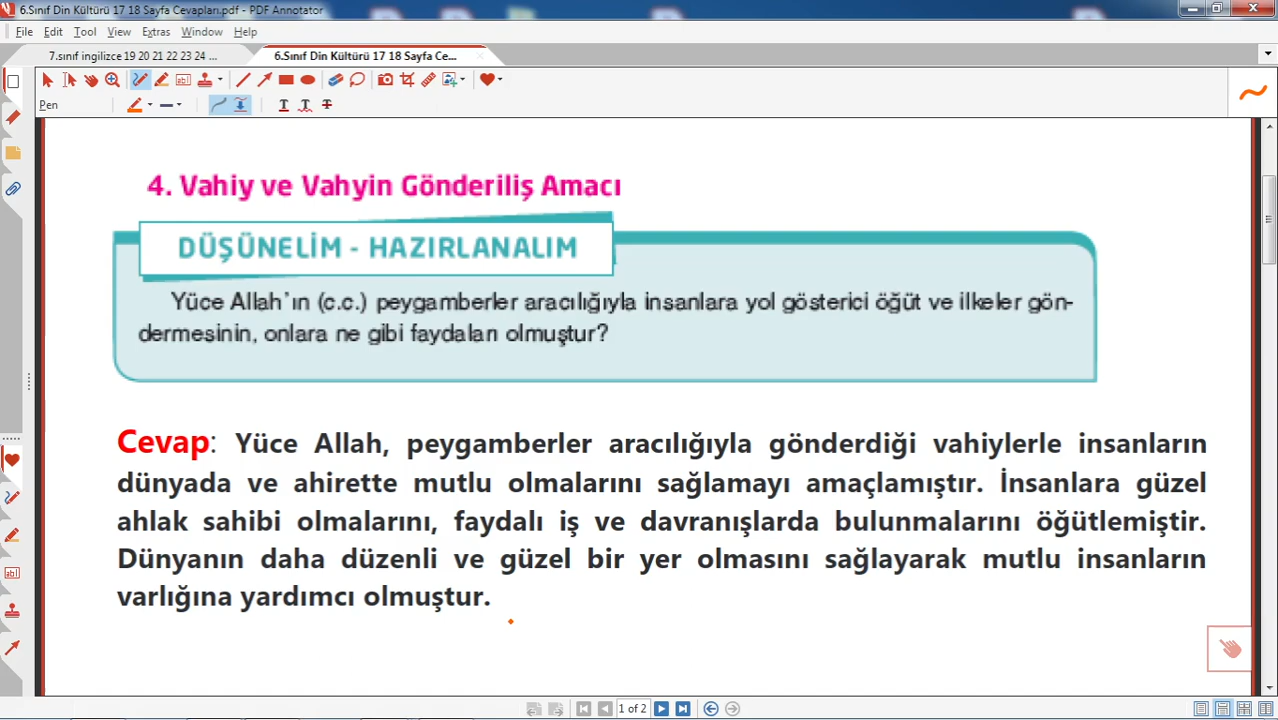 6.Sınıf Din Kültürü 17 18 Sayfa Cevapları.pdf - PDF Annotator
File Edit Tool View Extras Window Help
7.sınıf ingilizce 19 20 21 22 23 24 ...
6.Sınıf Din Kültürü 17 18 Sayfa Ce...
Pen
4. Vahiy ve Vahyin Gönderiliş Amacı
DÜŞÜNELİM - HAZIRLANALIM
Yüce Allah'ın (c.c.) peygamberler aracılığıyla insanlara yol gösterici öğüt ve ilkeler gön-
dermesinin, onlara ne gibi faydaları olmuştur?
Cevap: Yüce Allah, peygamberler aracılığıyla gönderdiği vahiylerle insanların
dünyada ve ahirette mutlu olmalarını sağlamayı amaçlamıştır. İnsanlara güzel
ahlak sahibi olmalarını, faydalı iş ve davranışlarda bulunmalarını öğütlemiştir.
Dünyanın daha düzenli ve güzel bir yer olmasını sağlayarak mutlu insanların
varlığına yardımcı olmuştur.
1 of 2